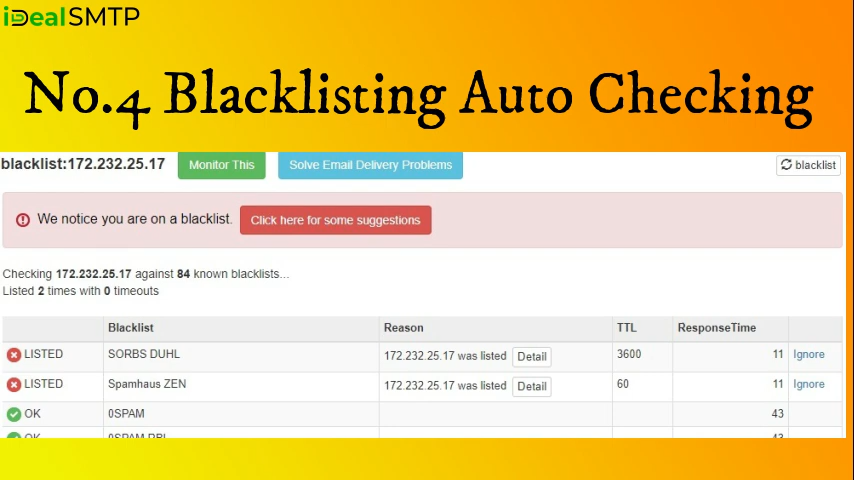 iDealSMTP
No.4 Blacklisting Auto Checking
blacklist:172.232.25.17 Monitor This Solve Email Delivery Problems blacklist
We notice you are on a blacklist. Click here for some suggestions
Checking 172.232.25.17 against 84 known blacklists...
Listed 2 times with 0 timeouts
Blacklist Reason TTL ResponseTime
LISTED SORBS DUHL 172.232.25.17 was listed Detail 3600 11 Ignore
LISTED Spamhaus ZEN 172.232.25.17 was listed Detail 60 11 Ignore
OK 0SPAM 43
OK 0SPAM RBL 43